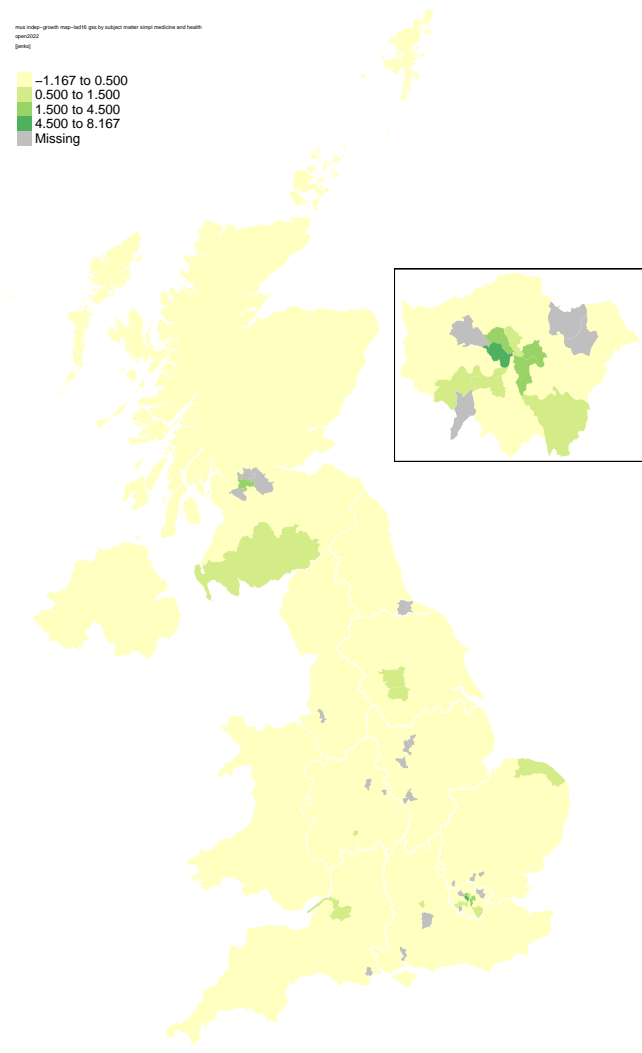 mus indep−growth map−lad16 gss by subject matter simpl medicine and health
open2022
[jenks]
−1.167 to 0.500
0.500 to 1.500
1.500 to 4.500
4.500 to 8.167
Missing